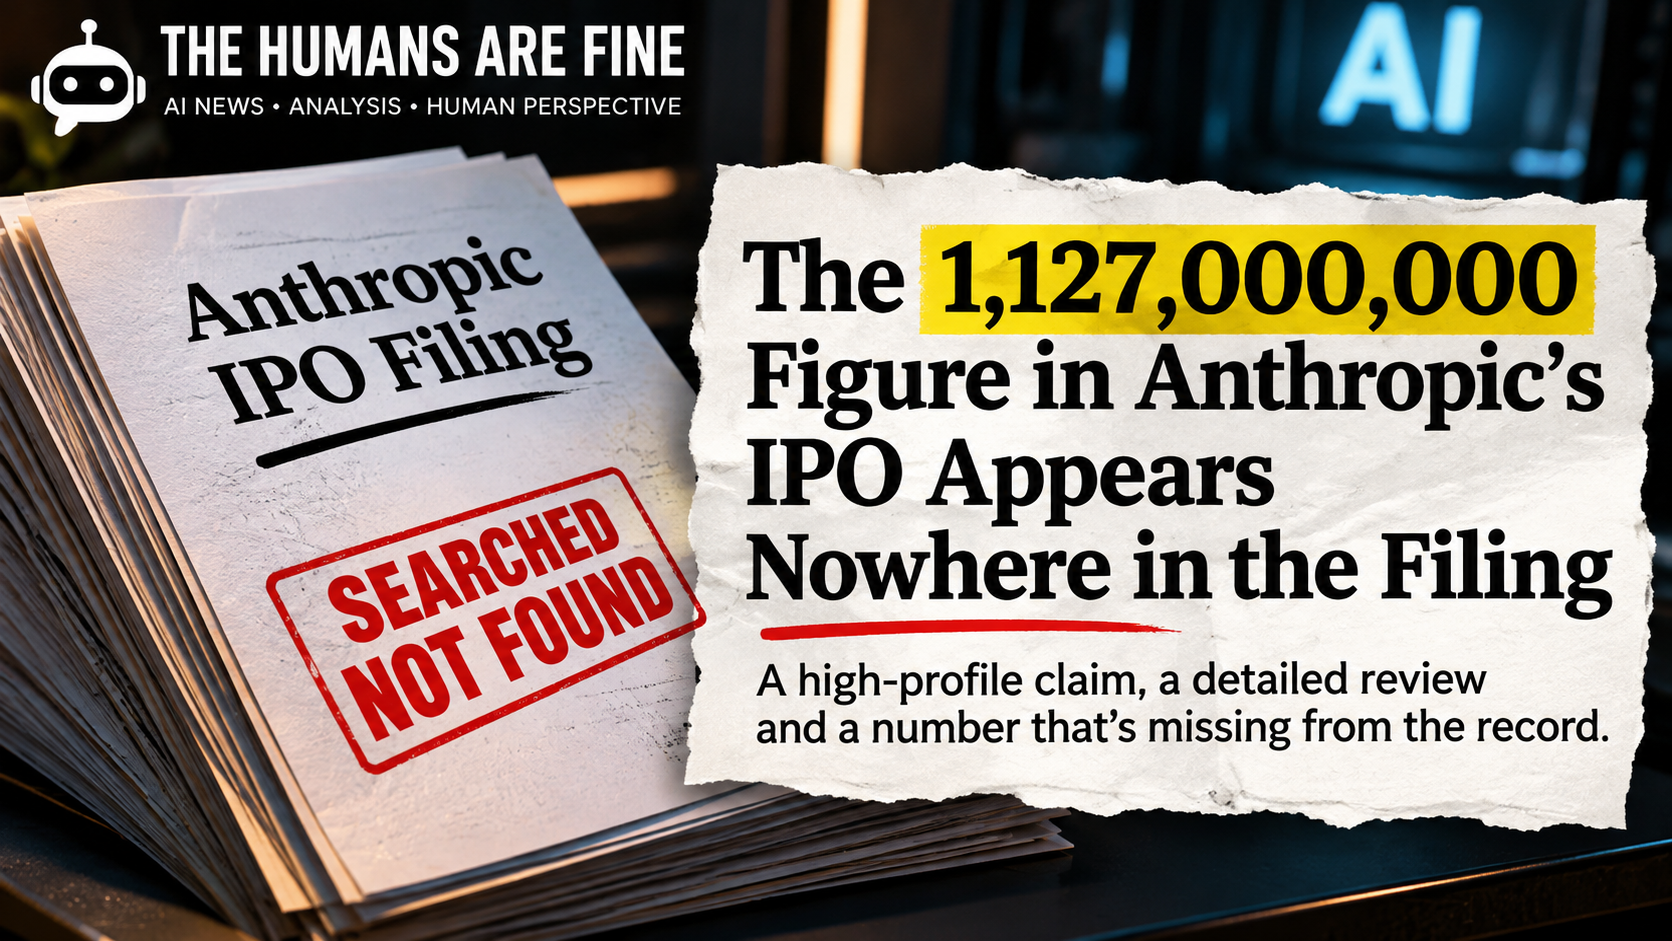 THE HUMANS ARE FINE
AI NEWS • ANALYSIS • HUMAN PERSPECTIVE
AI
Anthropic
IPO Filing
SEARCHED
NOT FOUND
The 1,127,000,000
Figure in Anthropic’s
IPO Appears
Nowhere in the Filing
A high-profile claim, a detailed review
and a number that’s missing from the record.